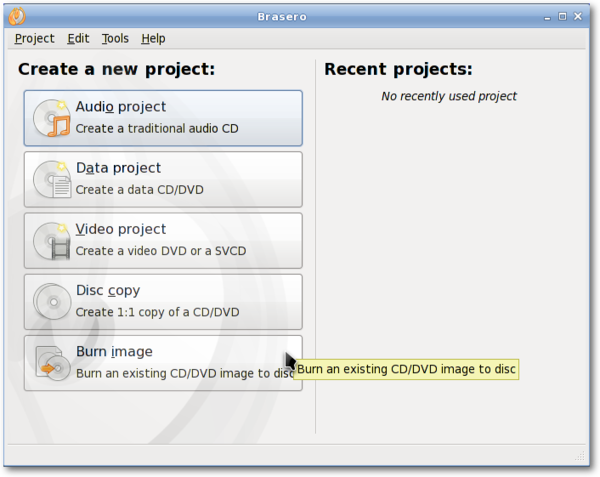 Brasero
Project Edit Tools Help
Create a new project:
Audio project
Create a traditional audio CD
Data project
Create a data CD/DVD
Video project
Create a video DVD or a SVCD
Disc copy
Create 1:1 copy of a CD/DVD
Burn image
Burn an existing CD/DVD image to disc
Burn an existing CD/DVD image to disc
Recent projects:
No recently used project